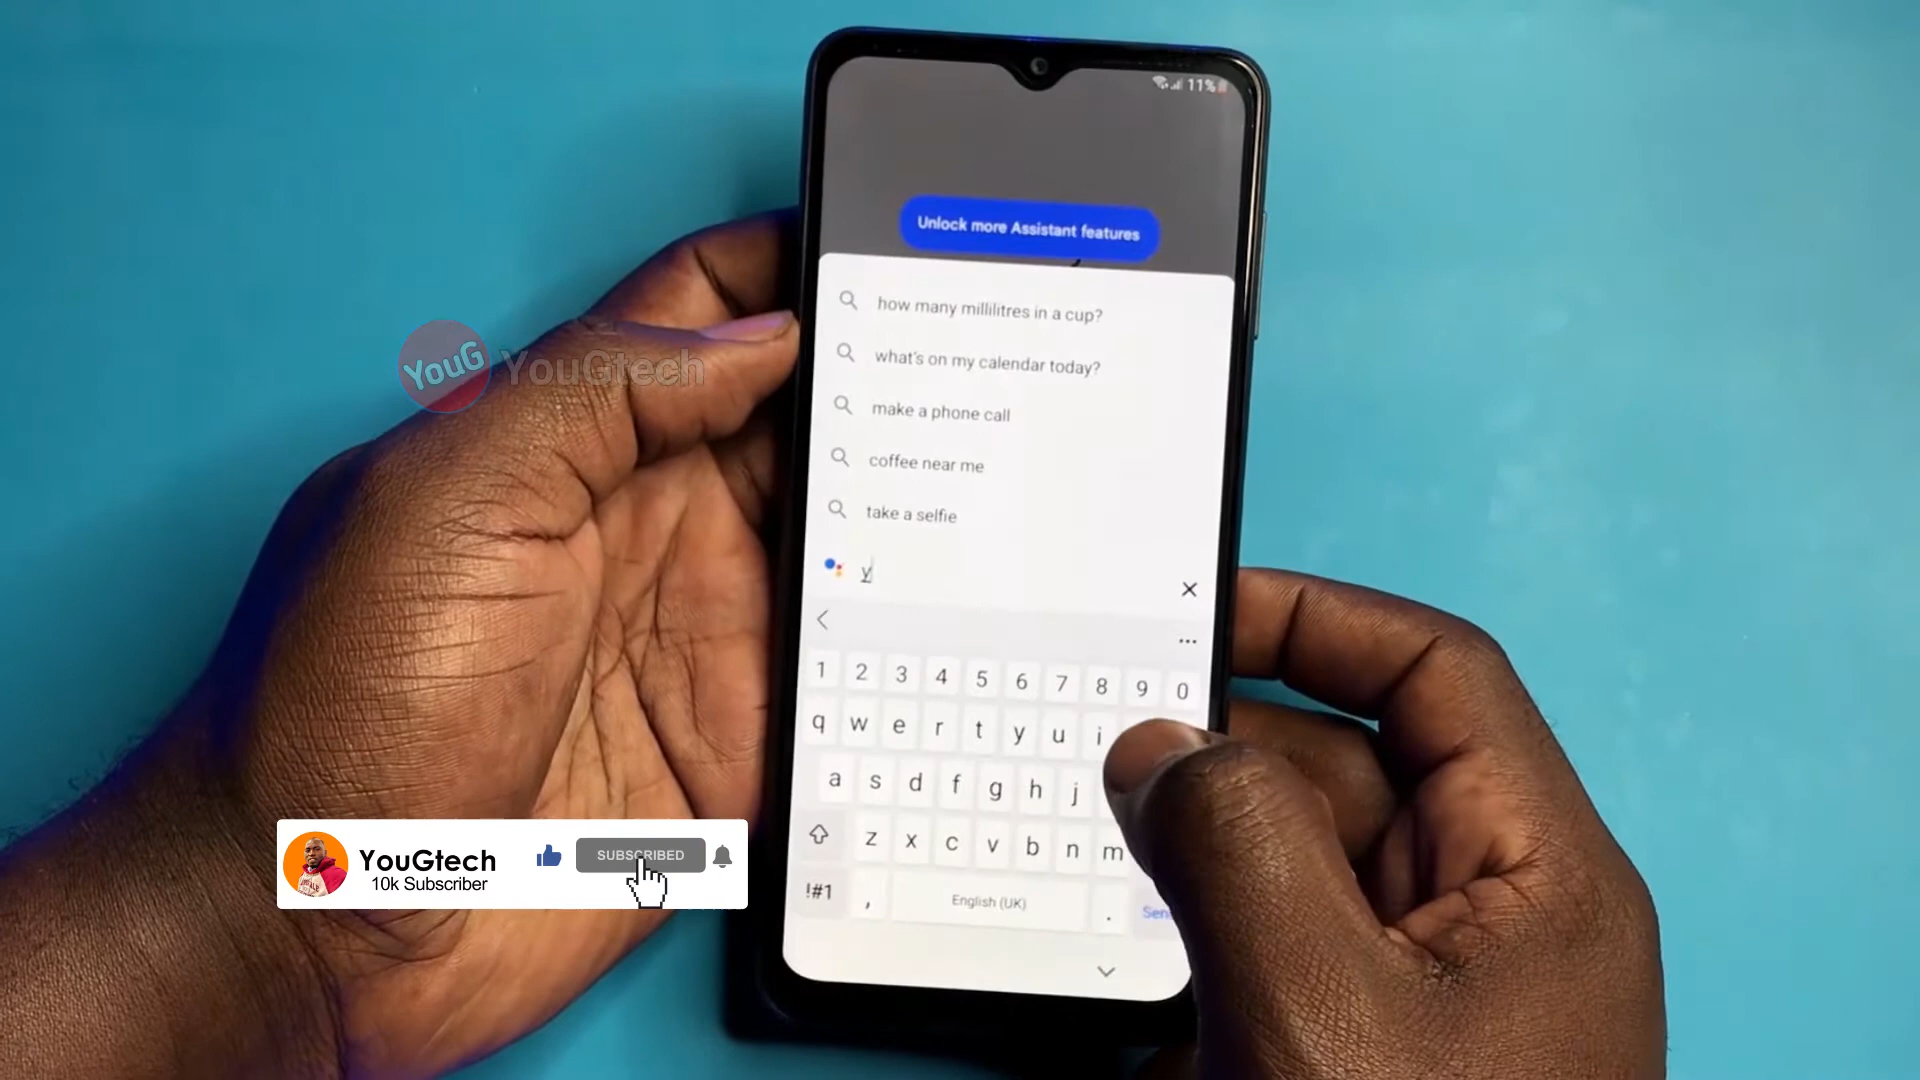 11%
Unlock more Assistant features
how many millilitres in a cup?
what's on my calendar today?
make a phone call
coffee near me
take a selfie
y
1 2 3 4 5 6 7 8 9 0
q w e r t y u i
a s d f g h j
z x c v b n m
!#1 , English (UK) .
YouG YouGtech
YouGtech
10k Subscriber
SUBSCRIBED